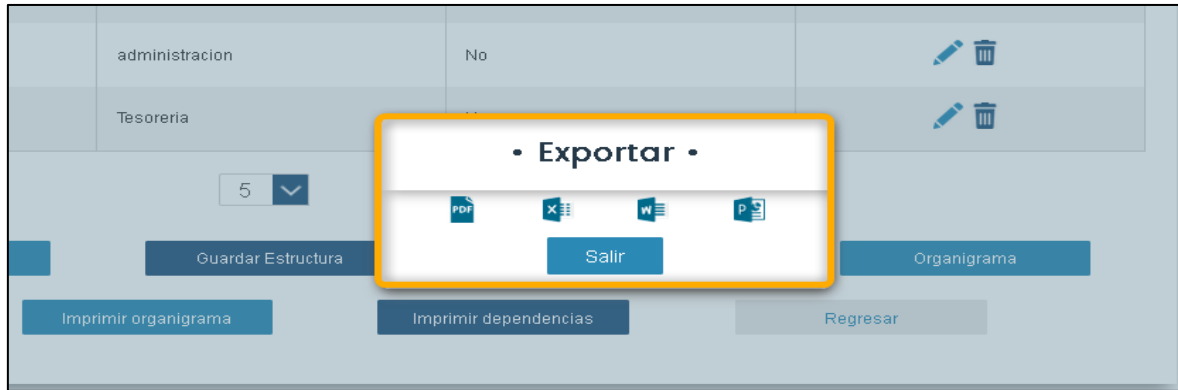 administracion No
Tesoreria
• Exportar •
5
PDF X W P
Salir
Guardar Estructura
Organigrama
Imprimir organigrama Imprimir dependencias Regresar